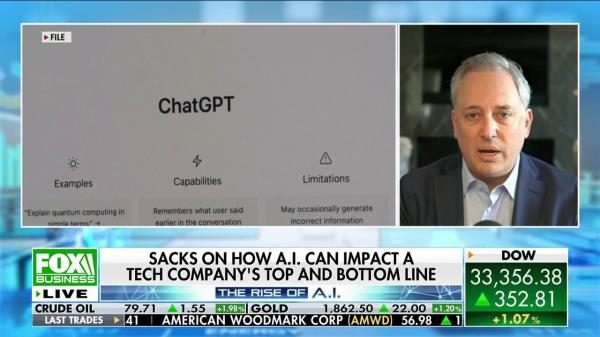 FILE
ChatGPT
Examples
Capabilities
Limitations
"Explain quantum computing in
simple terms" →
Remembers what user said
earlier in the conversation
May occasionally generate
incorrect information
FOX
BUSINESS
LIVE
SACKS ON HOW A.I. CAN IMPACT A
TECH COMPANY'S TOP AND BOTTOM LINE
THE RISE OF A.I.
DOW
33,356.38
▲ 352.81
▲ +1.07%
CRUDE OIL 79.71 ▲ 1.55 +1.98% GOLD 1,862.50 ▲ 22.00 +1.20%
LAST TRADES 41 AMERICAN WOODMARK CORP (AMWD) 56.98 ▲ 1